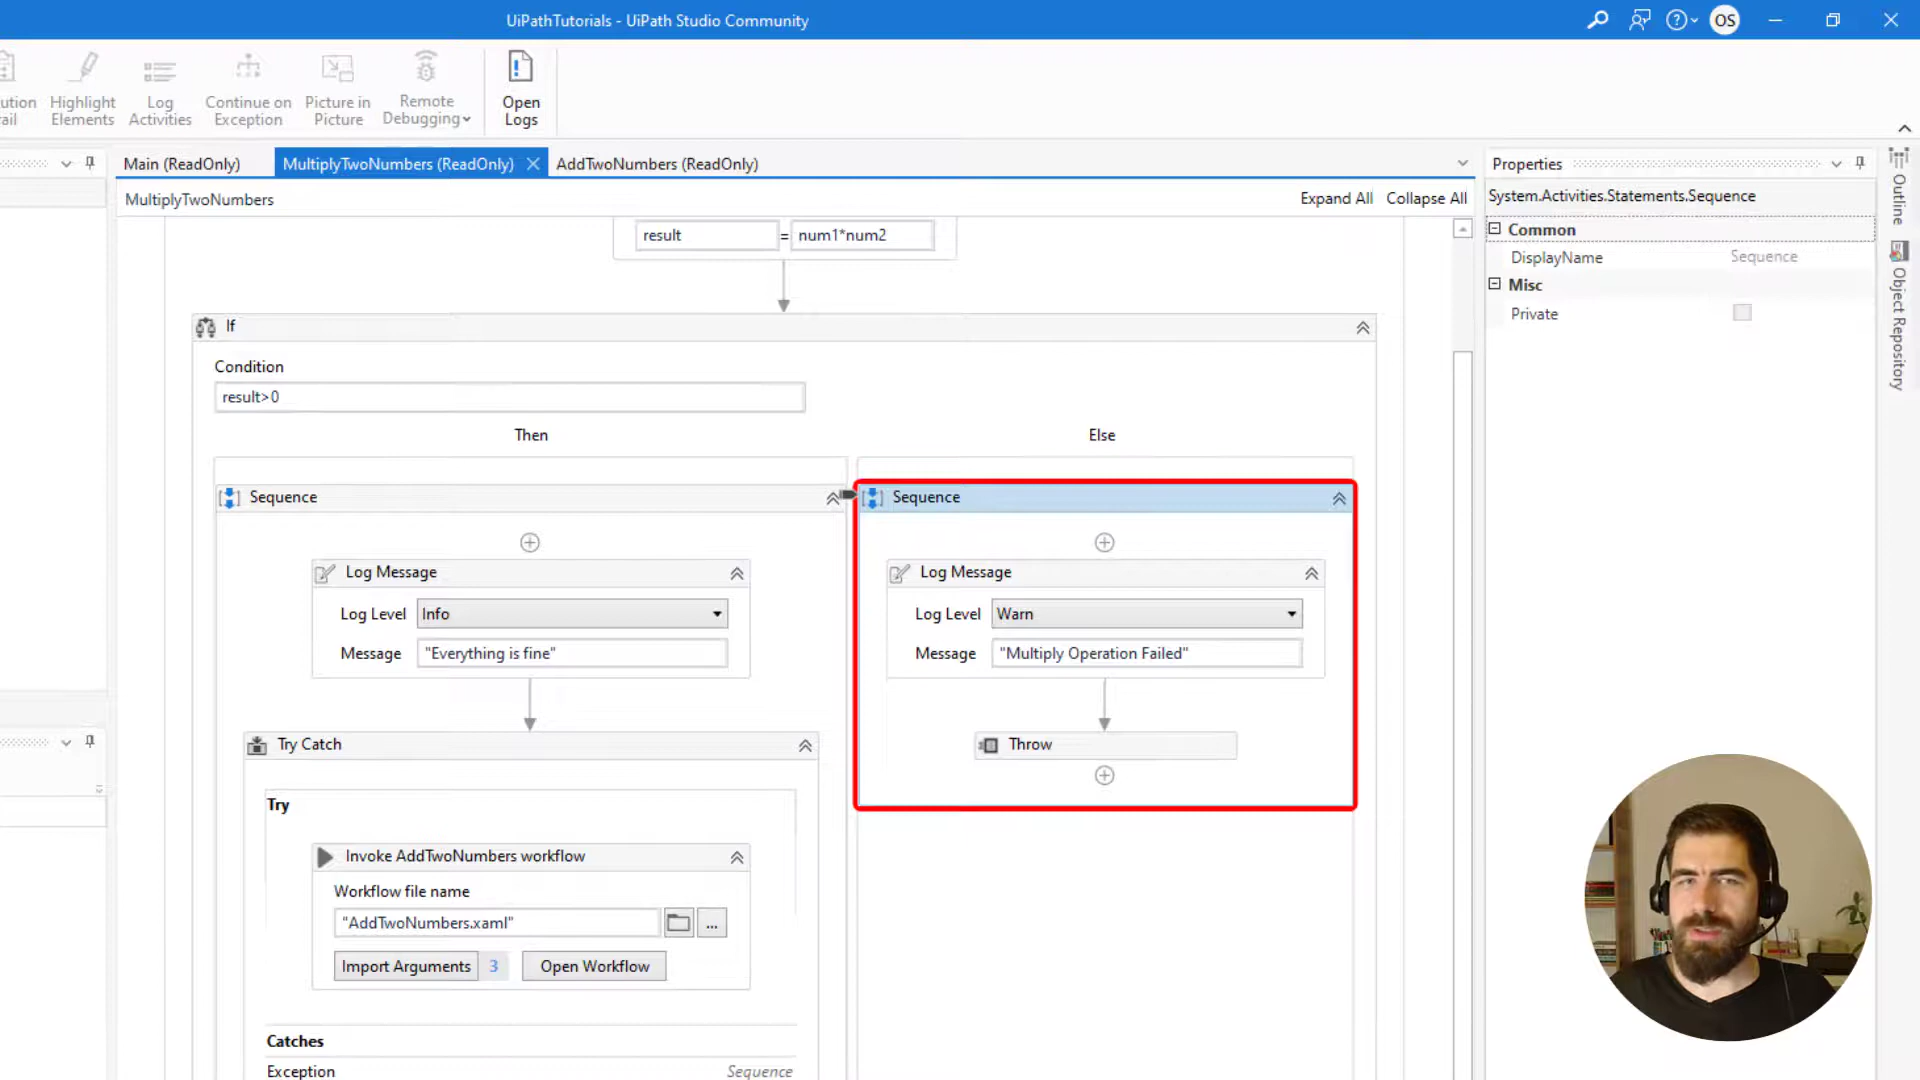 UiPathTutorials - UiPath Studio Community
OS
ution
ail
Highlight
Elements
Log
Activities
Continue on
Exception
Picture in
Picture
Remote
Debugging
Open
Logs
Main (ReadOnly)
MultiplyTwoNumbers (ReadOnly)
AddTwoNumbers (ReadOnly)
MultiplyTwoNumbers
Expand All
Collapse All
result
=
num1*num2
If
Condition
result>0
Then
Else
Sequence
Log Message
Log Level
Info
Message
"Everything is fine"
Try Catch
Try
Invoke AddTwoNumbers workflow
Workflow file name
"AddTwoNumbers.xaml"
...
Import Arguments
3
Open Workflow
Catches
Exception
Sequence
Sequence
Log Message
Log Level
Warn
Message
"Multiply Operation Failed"
Throw
Properties
System.Activities.Statements.Sequence
Common
DisplayName
Sequence
Misc
Private
Outline
Object Repository